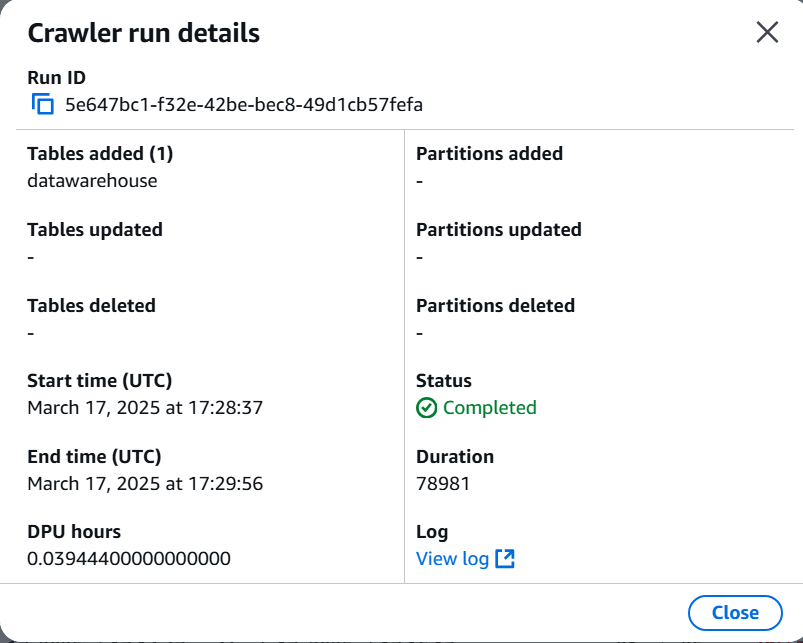 Crawler run details
Run ID
5e647bc1-f32e-42be-bec8-49d1cb57fefa
Tables added (1)
datawarehouse
Partitions added
-
Tables updated
-
Partitions updated
-
Tables deleted
-
Partitions deleted
-
Start time (UTC)
March 17, 2025 at 17:28:37
Status
Completed
End time (UTC)
March 17, 2025 at 17:29:56
Duration
78981
DPU hours
0.03944400000000000
Log
View log
Close